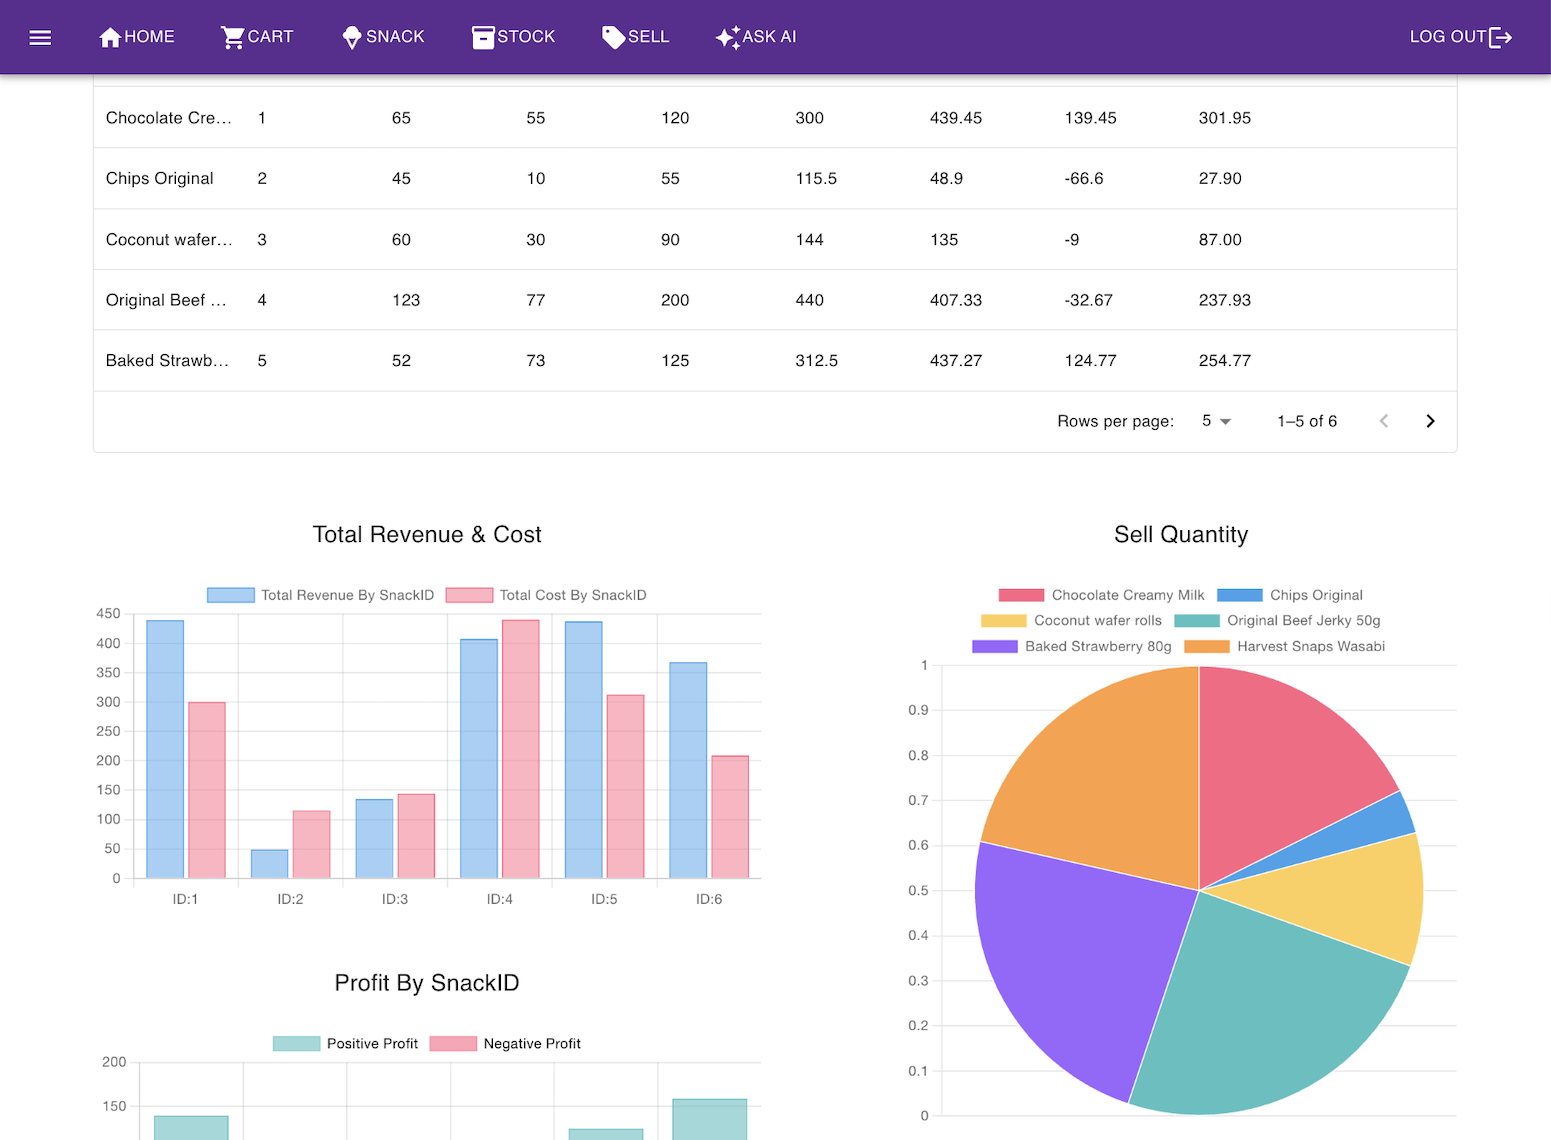 HOME CART SNACK STOCK SELL ASK AI LOG OUT
Chocolate Cre... 1 65 55 120 300 439.45 139.45 301.95
Chips Original 2 45 10 55 115.5 48.9 -66.6 27.90
Coconut wafer... 3 60 30 90 144 135 -9 87.00
Original Beef ... 4 123 77 200 440 407.33 -32.67 237.93
Baked Strawb... 5 52 73 125 312.5 437.27 124.77 254.77
Rows per page: 5 1–5 of 6
Total Revenue & Cost
Total Revenue By SnackID Total Cost By SnackID
450
400
350
300
250
200
150
100
50
0
ID:1 ID:2 ID:3 ID:4 ID:5 ID:6
Profit By SnackID
Positive Profit Negative Profit
200
150
Sell Quantity
Chocolate Creamy Milk Chips Original
Coconut wafer rolls Original Beef Jerky 50g
Baked Strawberry 80g Harvest Snaps Wasabi
1
0.9
0.8
0.7
0.6
0.5
0.4
0.3
0.2
0.1
0